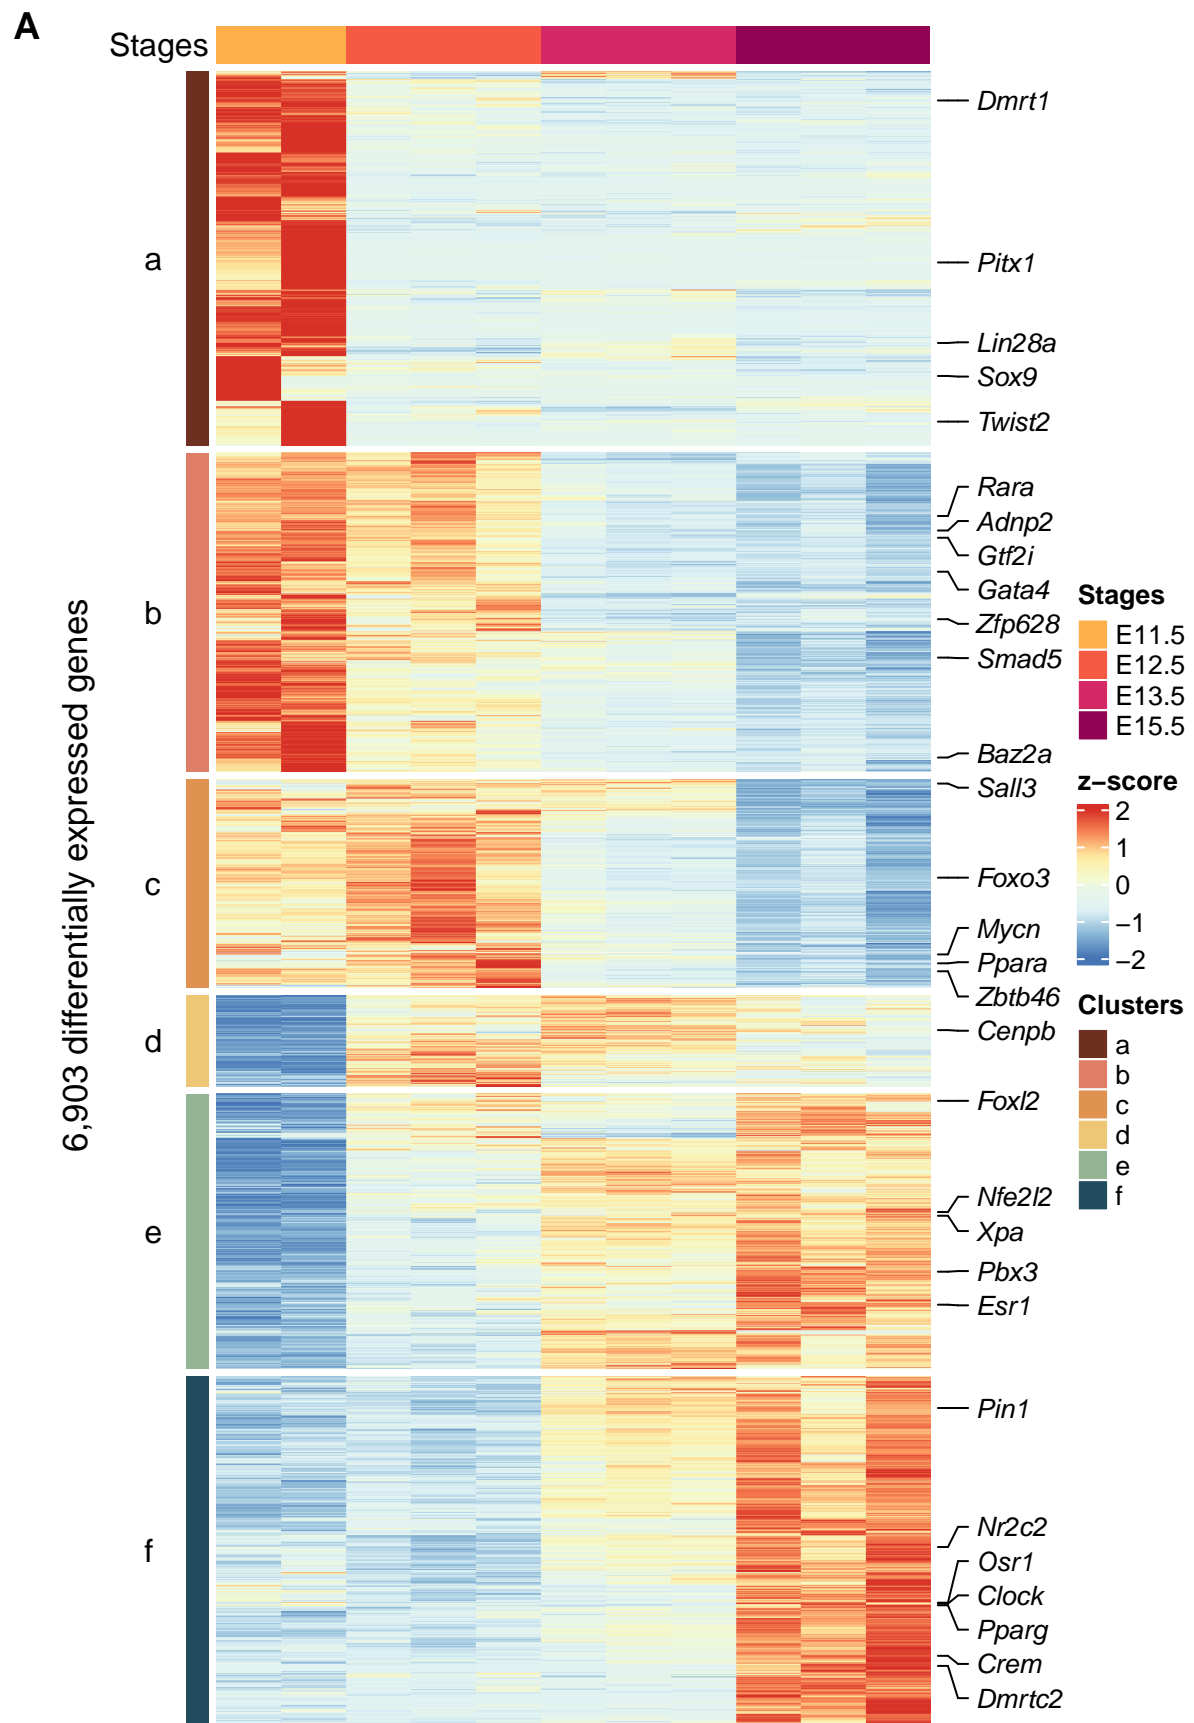 A
Stages
Dmrt1
Pitx1
a
Lin28a
Sox9
Twist2
Rara
Adnp2
Gtf2i
Gata4
b
Zfp628
Smad5
Baz2a
Sall3
6,903 differentially expressed genes
c
Foxo3
Mycn
Ppara
Zbtb46
d
Cenpb
Foxl2
Nfe2l2
e
Xpa
Pbx3
Esr1
Pin1
Nr2c2
f
Osr1
Clock
Pparg
Crem
Dmrtc2
Stages
E11.5
E12.5
E13.5
E15.5
z−score
2
1
0
−1
−2
Clusters
a
b
c
d
e
f